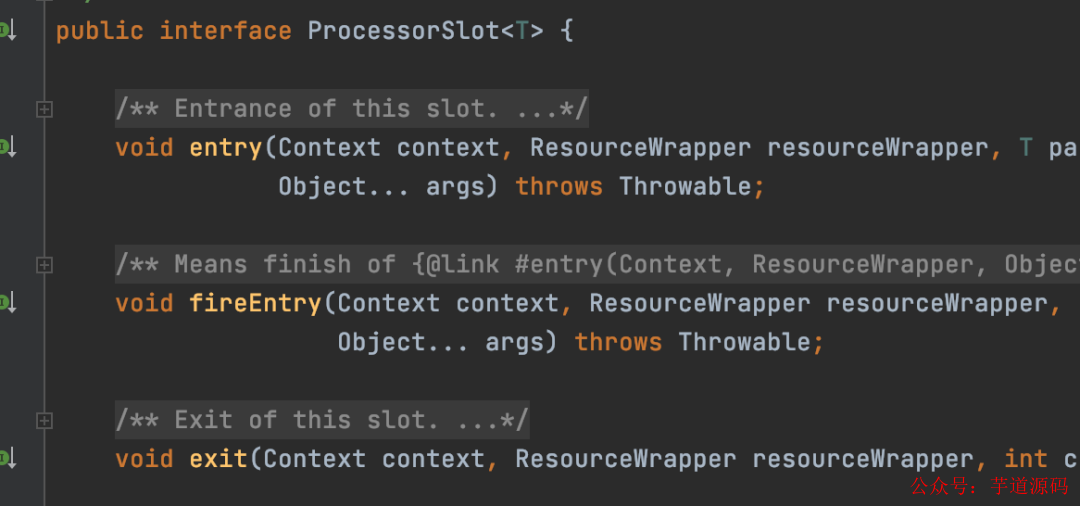 public interface ProcessorSlot<T> {
/** Entrance of this slot. ...*/
void entry(Context context, ResourceWrapper resourceWrapper, T pa
Object... args) throws Throwable;
/** Means finish of {@link #entry(Context, ResourceWrapper, Object
void fireEntry(Context context, ResourceWrapper resourceWrapper,
Object... args) throws Throwable;
/** Exit of this slot. ...*/
void exit(Context context, ResourceWrapper resourceWrapper, int c
公众号: 芋道源码